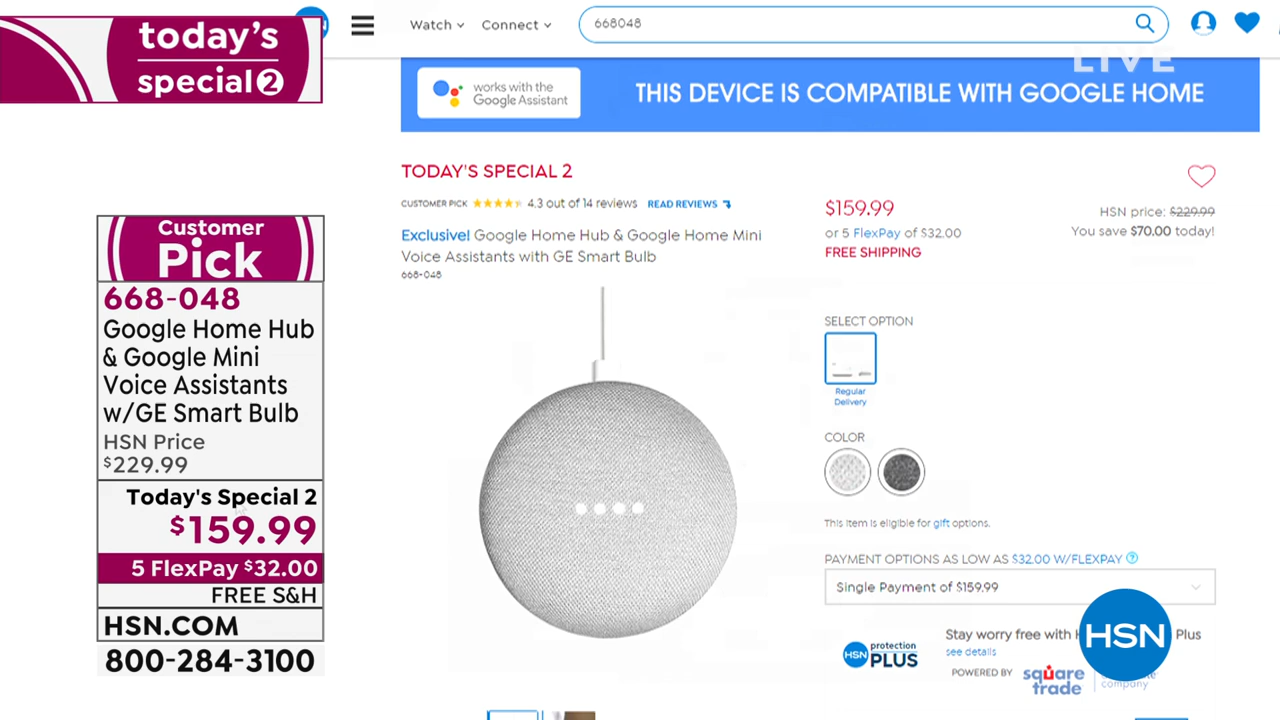 today's
special 2
Customer
Pick
668-048
Google Home Hub
& Google Mini
Voice Assistants
w/GE Smart Bulb
HSN Price
$229.99
Today's Special 2
$159.99
5 FlexPay $32.00
FREE S&H
HSN.COM
800-284-3100
Watch Connect 668048
LIVE
works with the
Google Assistant
THIS DEVICE IS COMPATIBLE WITH GOOGLE HOME
TODAY'S SPECIAL 2
CUSTOMER PICK 4.3 out of 14 reviews READ REVIEWS
Exclusive! Google Home Hub & Google Home Mini
Voice Assistants with GE Smart Bulb
668-048
$159.99
or 5 FlexPay of $32.00
FREE SHIPPING
HSN price: $229.99
You save $70.00 today!
SELECT OPTION
Regular
Delivery
COLOR
This item is eligible for gift options.
PAYMENT OPTIONS AS LOW AS $32.00 W/FLEXPAY ?
Single Payment of $159.99
HSN protection
PLUS
Stay worry free with Plus
see details
POWERED BY square
trade
company
HSN